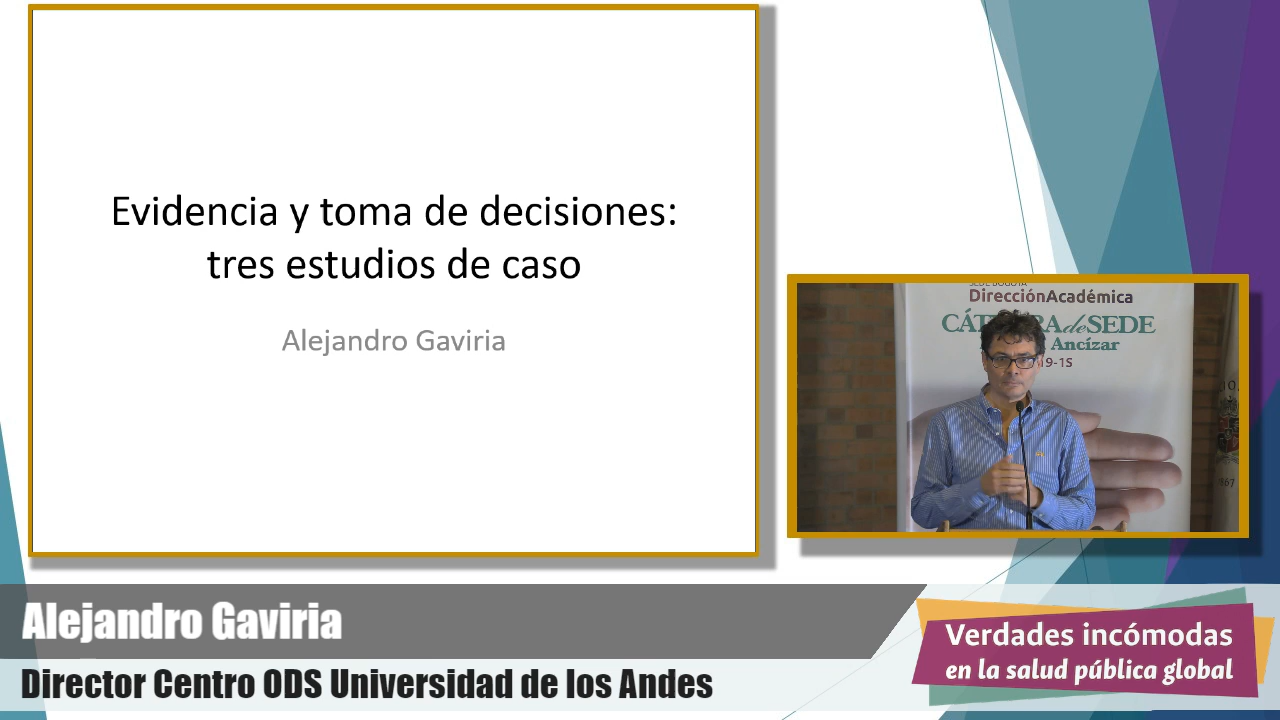 Evidencia y toma de decisiones:
tres estudios de caso
Alejandro Gaviria
DirecciónAcadémica
deSEDE
Ancízar
Alejandro Gaviria
Director Centro ODS Universidad de los Andes
Verdades incómodas
en la salud pública global